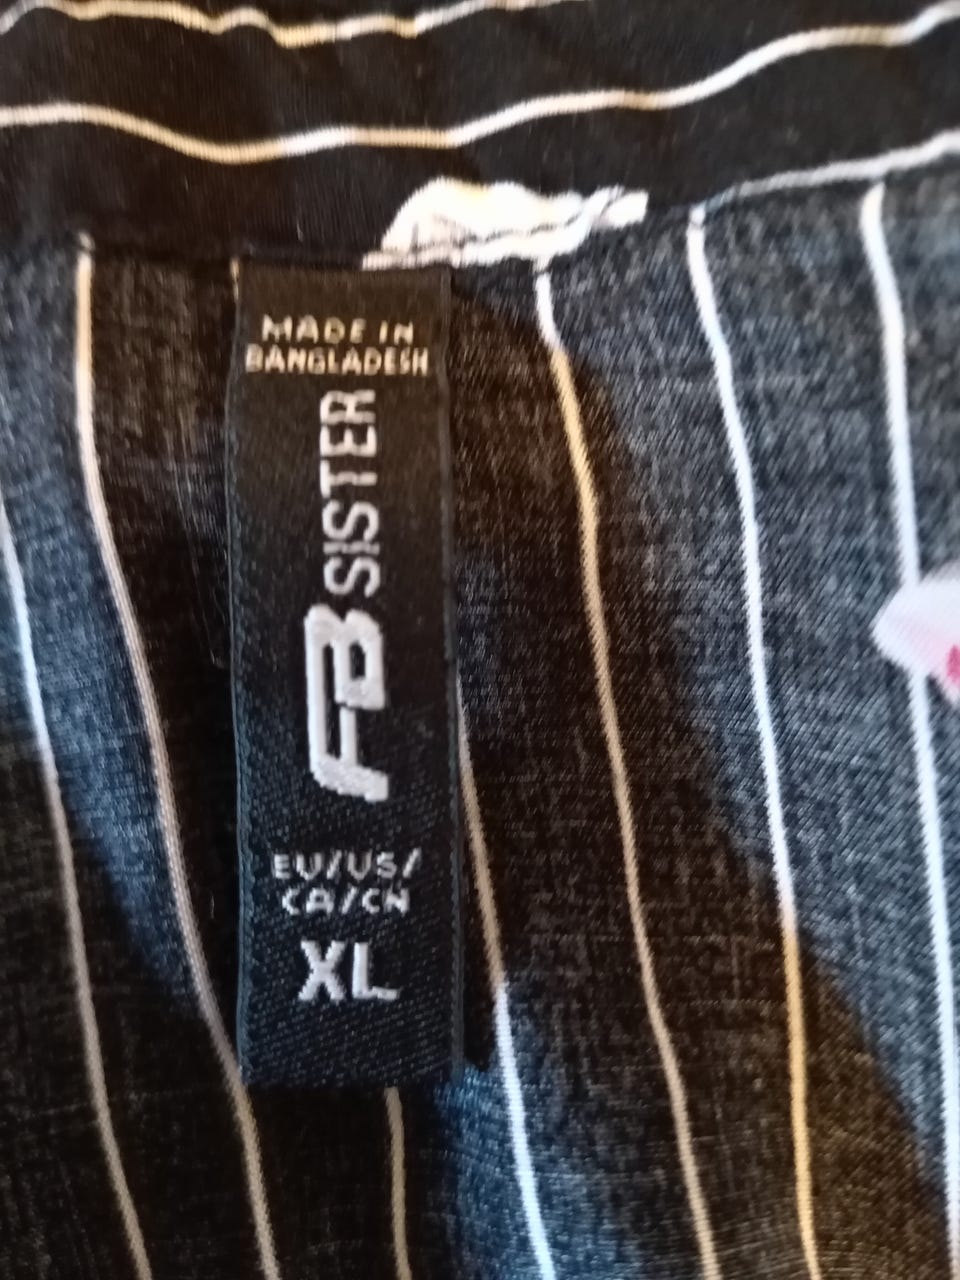 MADE IN
BANGLADESH
FB SISTER
EU/US/
CA/CN
XL